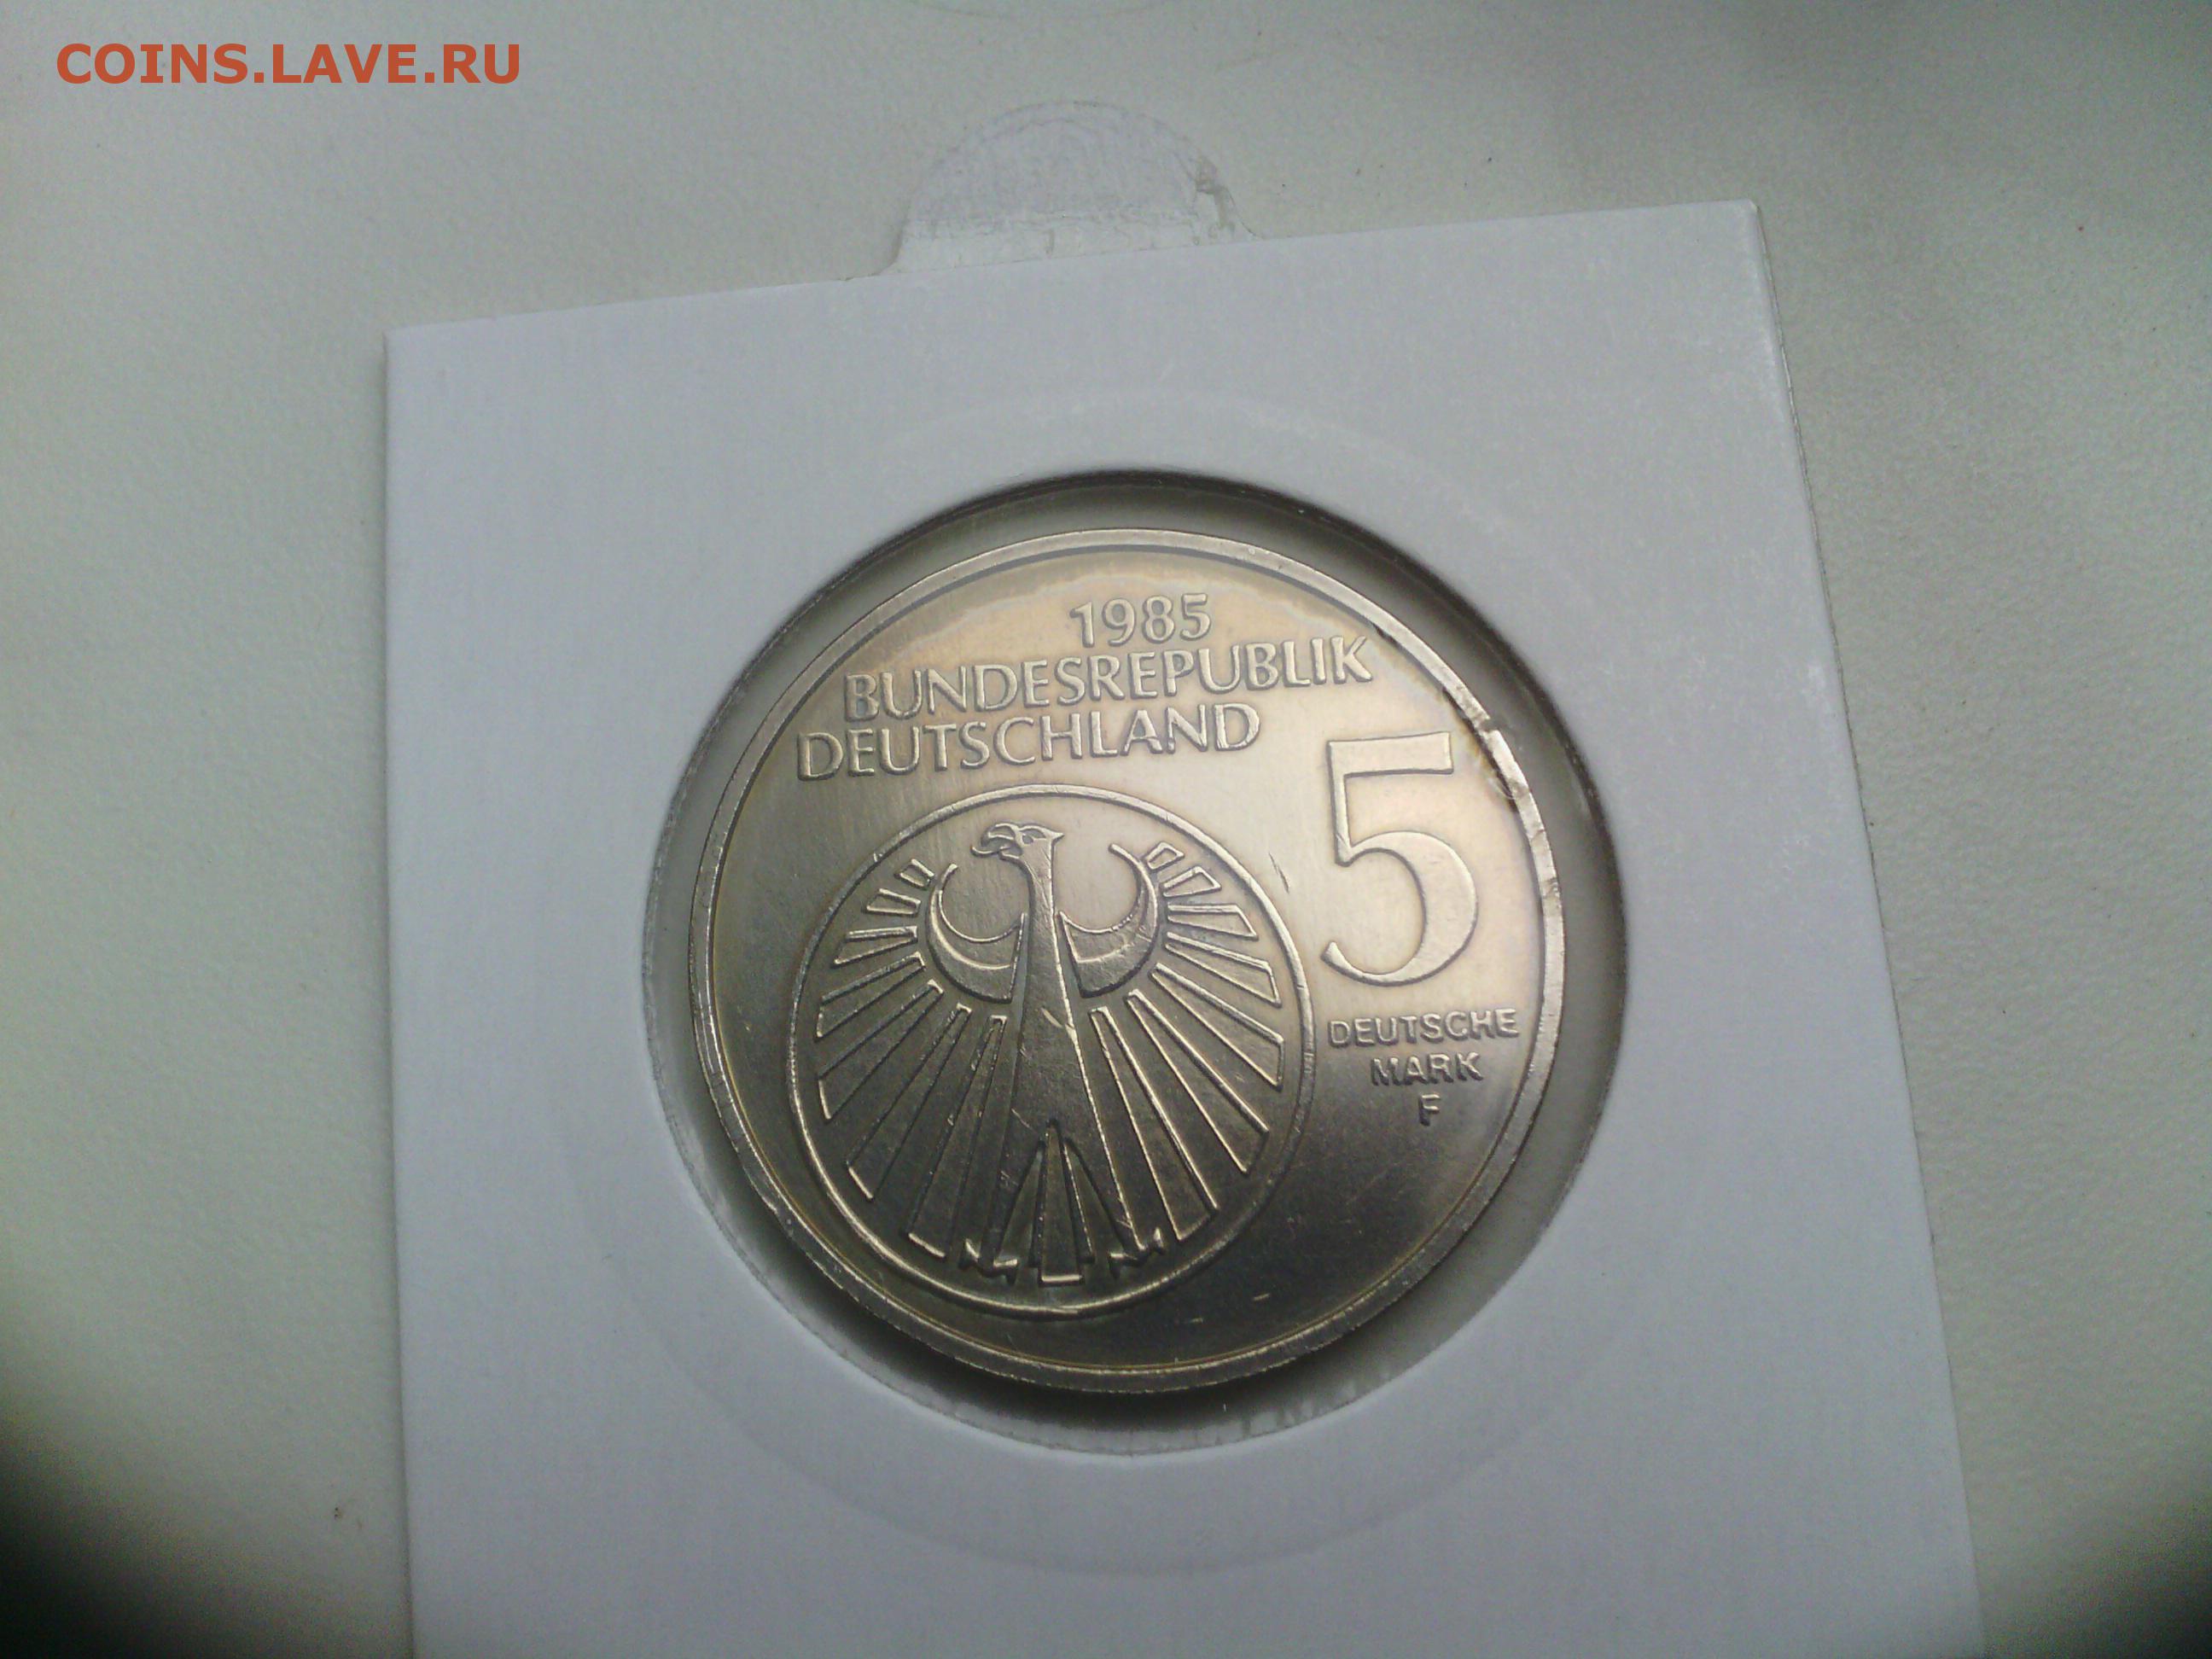 COINS.LAVE.RU
1985
BUNDESREPUBLIK
DEUTSCHLAND
5
DEUTSCHE
MARK
F